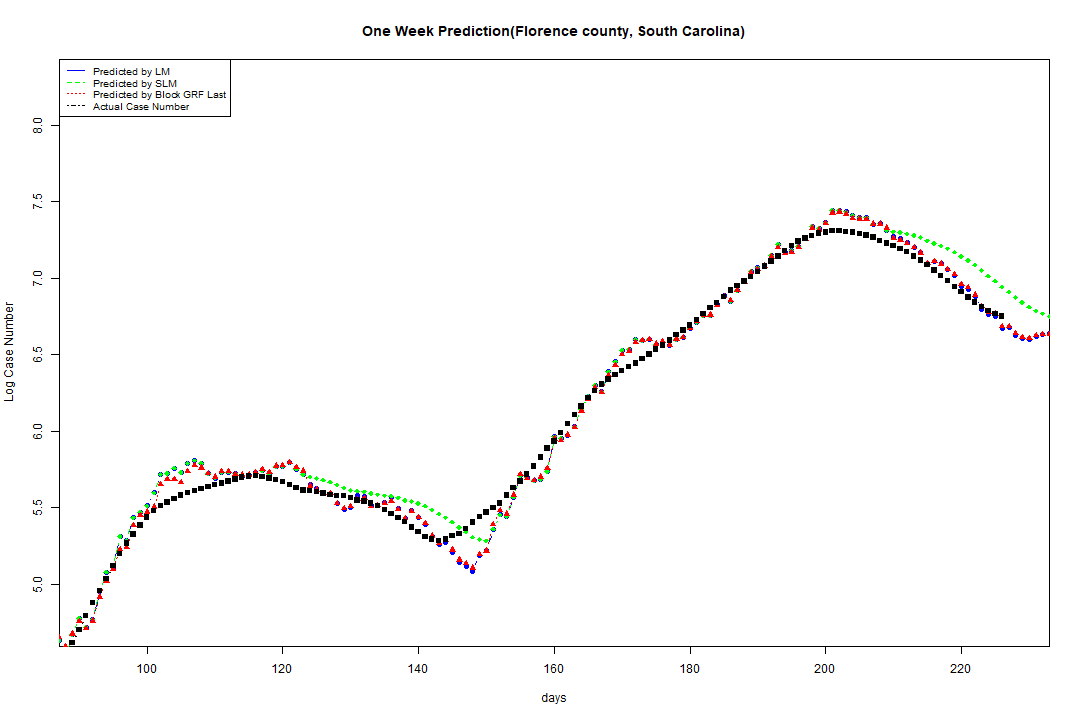 One Week Prediction(Florence county, South Carolina)
Predicted by LM
Predicted by SLM
Predicted by Block GRF Last
Actual Case Number
8.0
7.5
7.0
6.5
6.0
5.5
5.0
Log Case Number
100 120 140 160 180 200 220
days